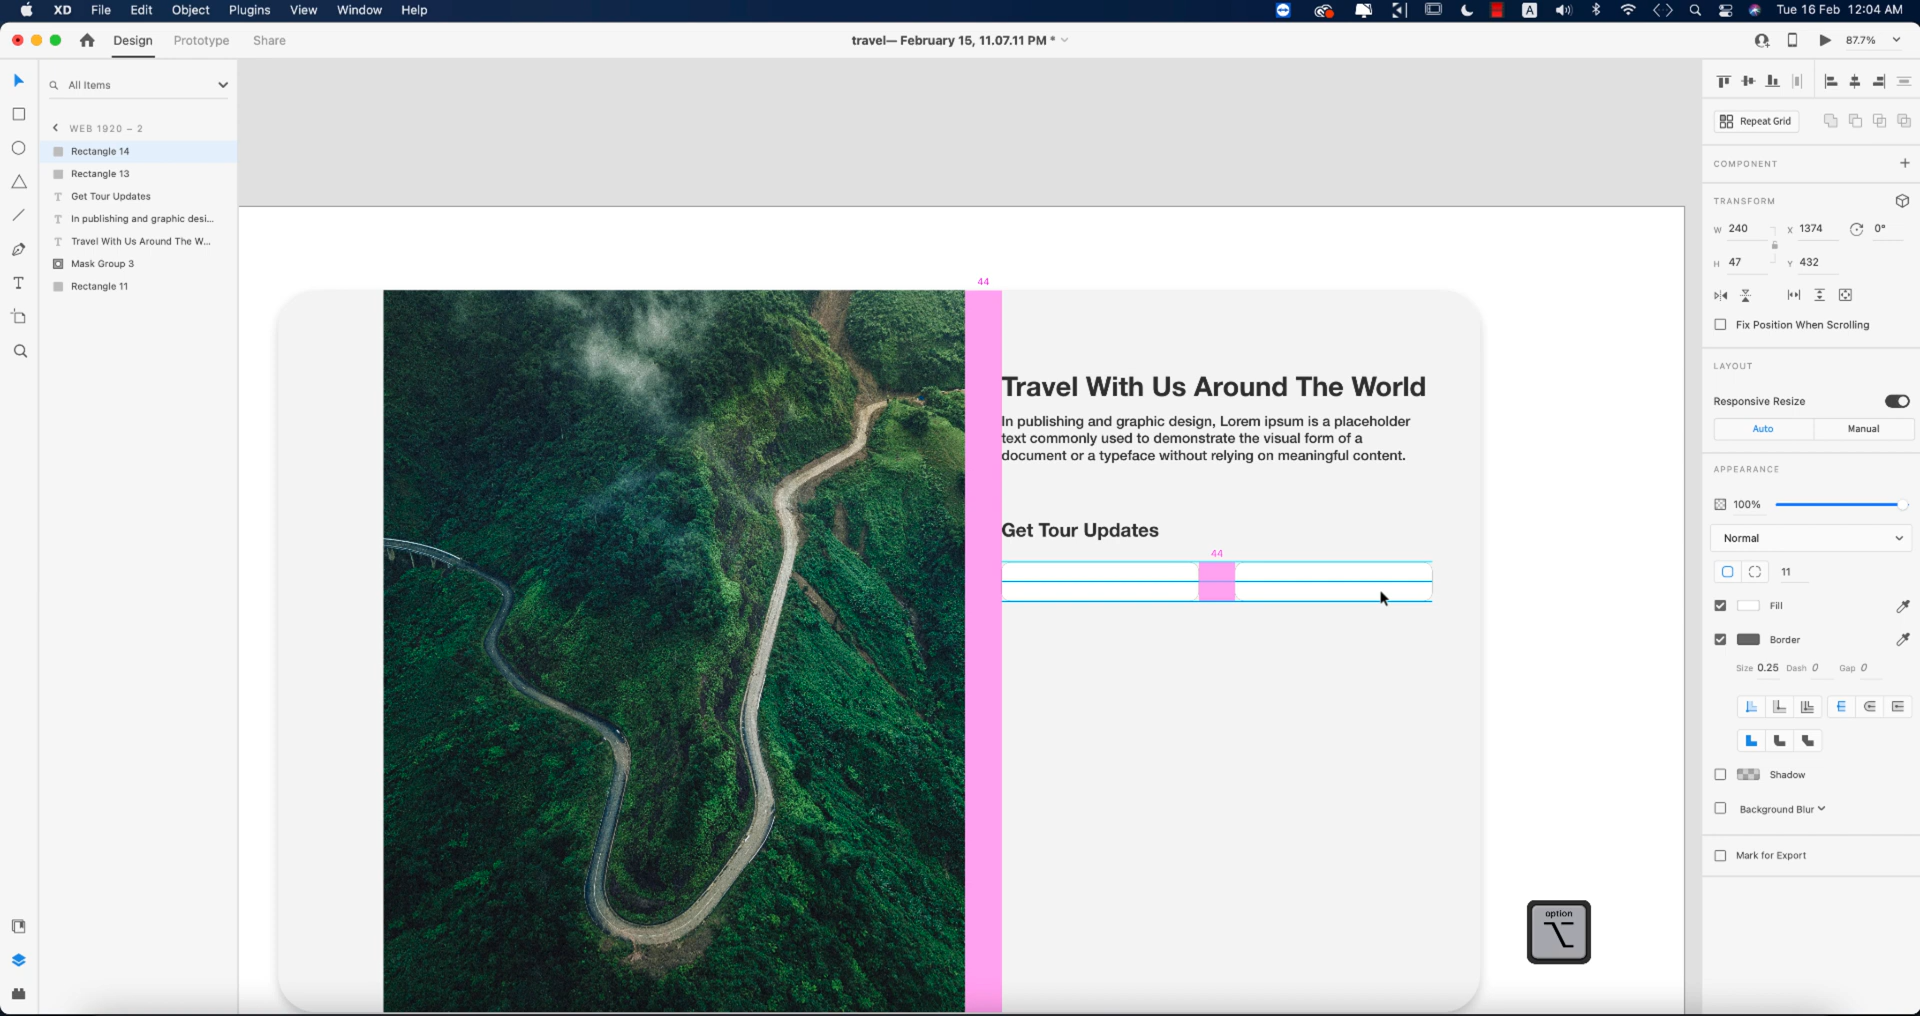 XD File Edit Object Plugins View Window Help
A
Tue 16 Feb 12:04 AM
Design Prototype Share
travel— February 15, 11.07.11 PM *
87.7%
All Items
WEB 1920 – 2
Rectangle 14
Rectangle 13
T Get Tour Updates
T In publishing and graphic desi...
T Travel With Us Around The W...
Mask Group 3
Rectangle 11
T
44
Travel With Us Around The World
In publishing and graphic design, Lorem ipsum is a placeholder
text commonly used to demonstrate the visual form of a
document or a typeface without relying on meaningful content.
Get Tour Updates
44
option
Repeat Grid
COMPONENT
TRANSFORM
W 240 X 1374 0°
H 47 Y 432
Fix Position When Scrolling
LAYOUT
Responsive Resize
Auto Manual
APPEARANCE
100%
Normal
11
Fill
Border
Size 0.25 Dash 0 Gap 0
Shadow
Background Blur
Mark for Export